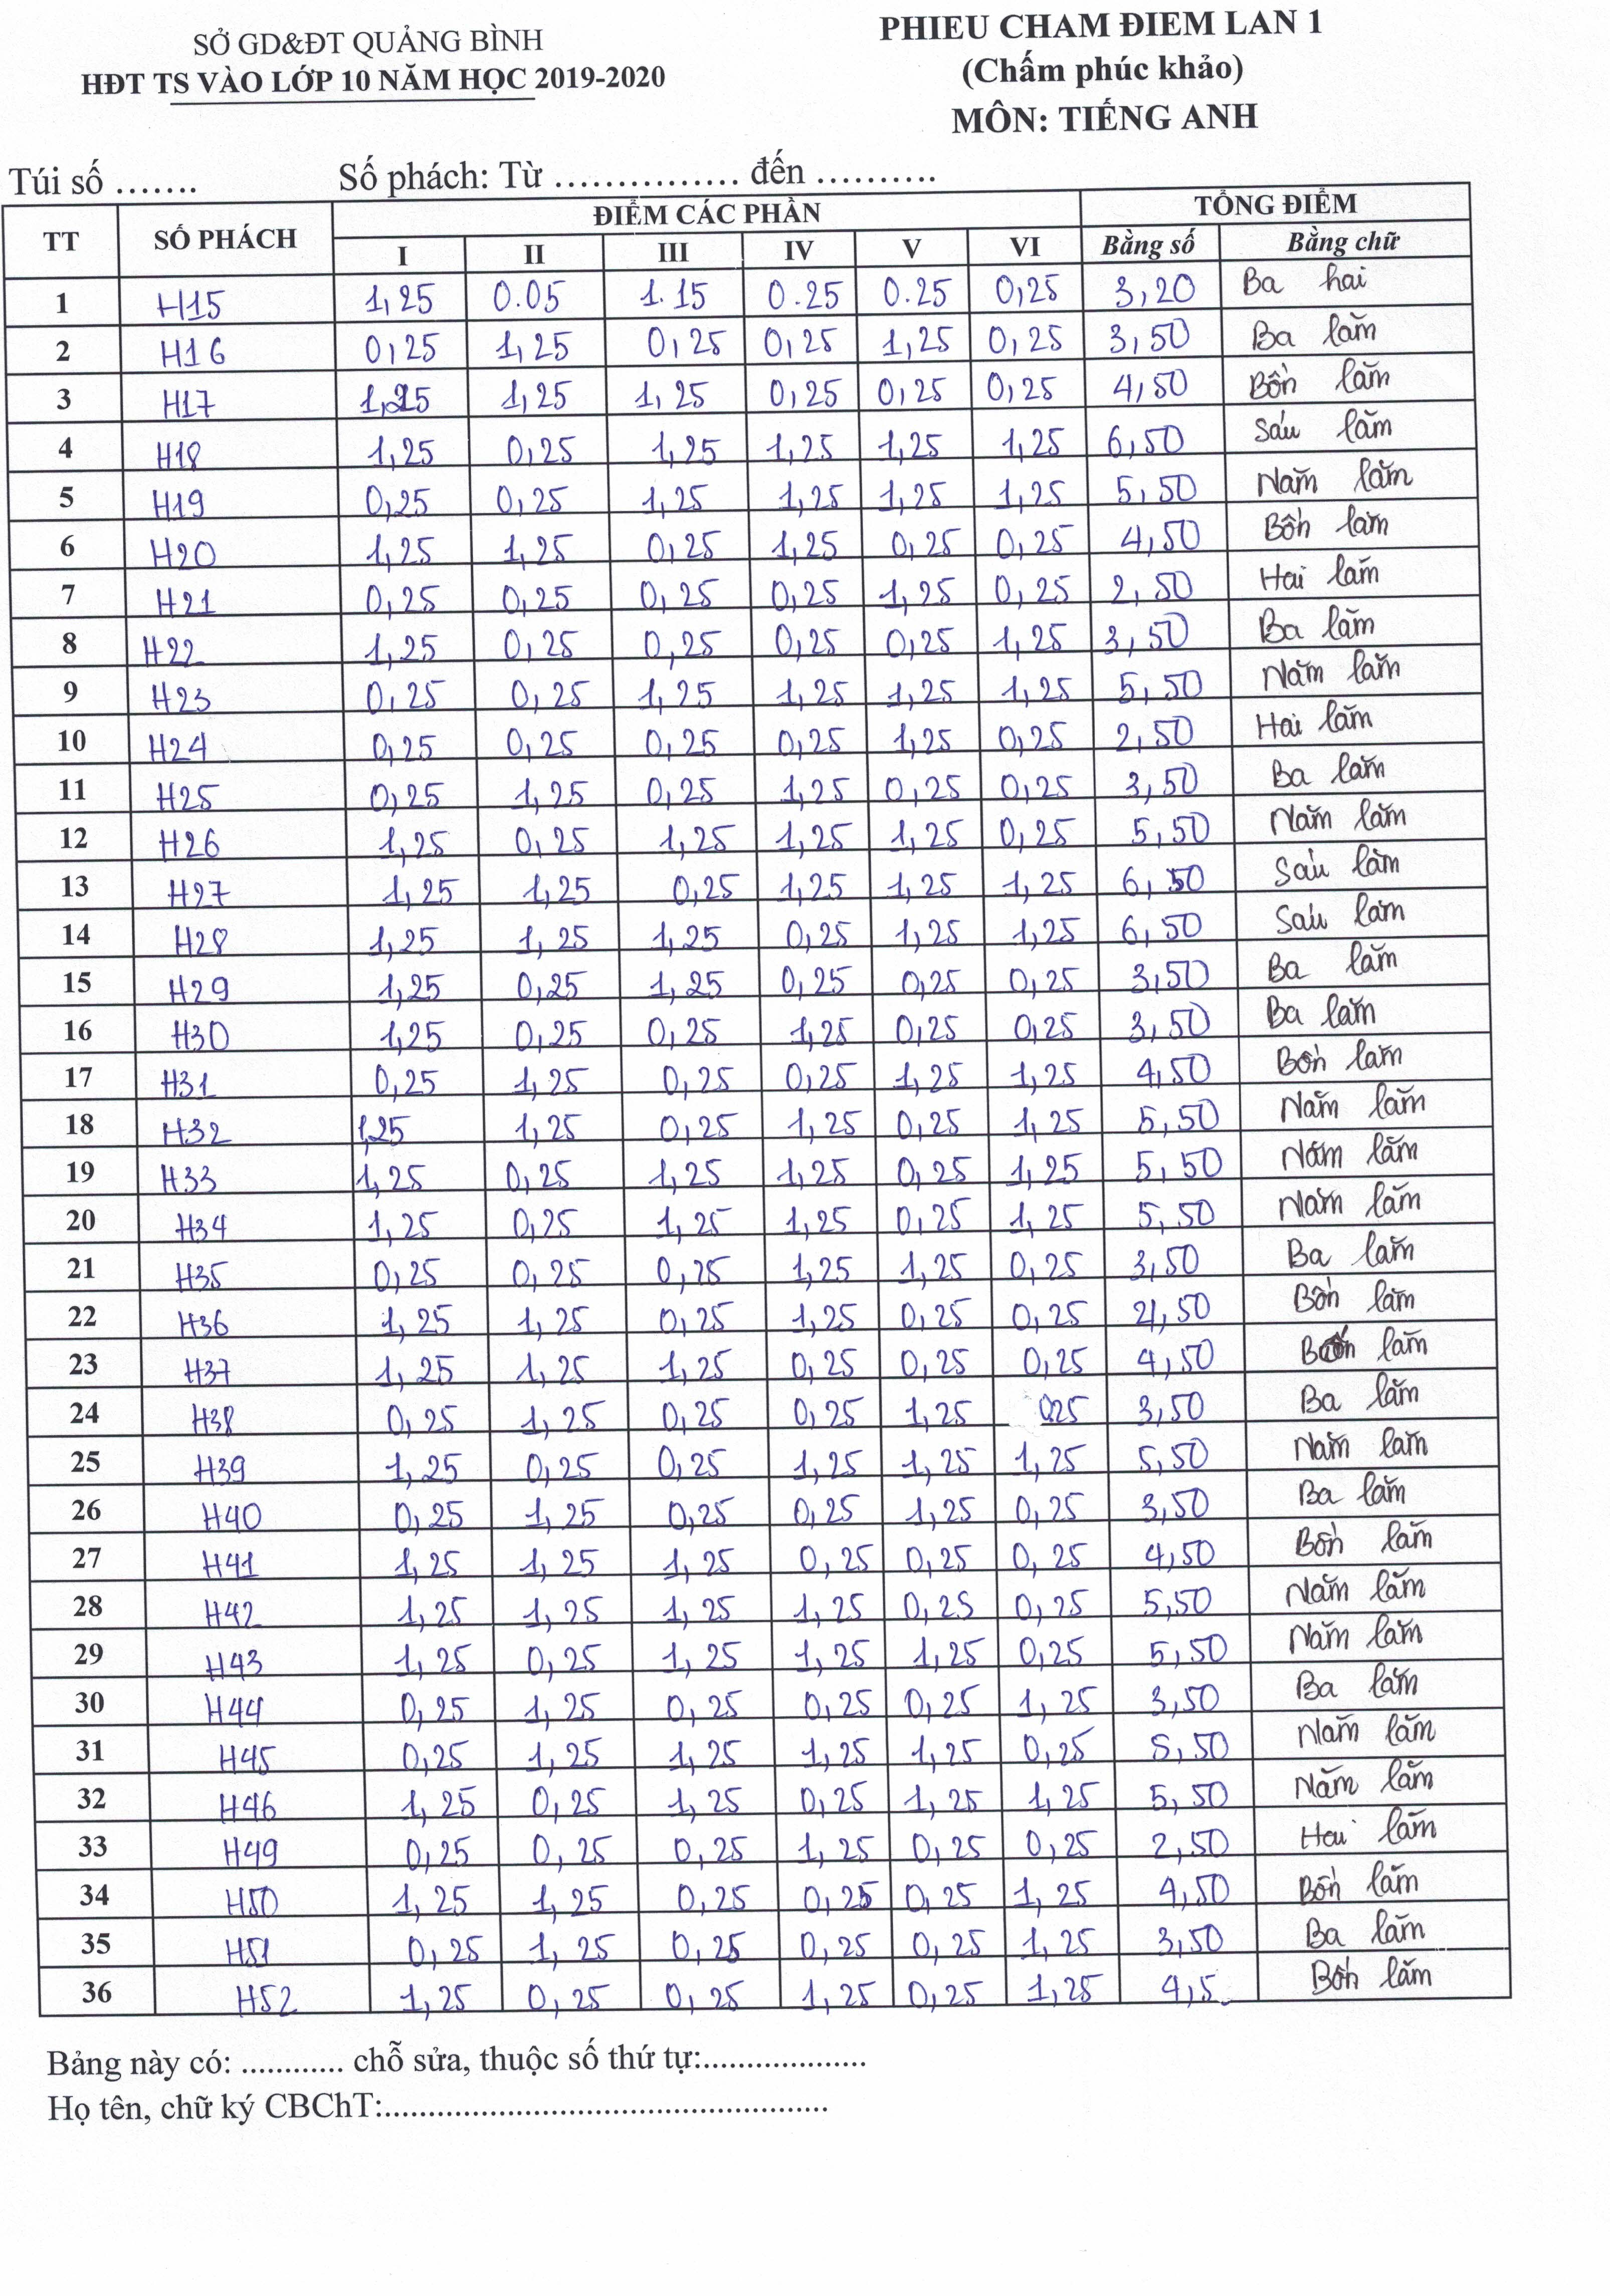 SỞ GD&ĐT QUẢNG BÌNH
HĐT TS VÀO LỚP 10 NĂM HỌC 2019-2020
PHIEU CHAM ĐIEM LAN 1
(Chấm phúc khảo)
MÔN: TIẾNG ANH
Túi số ....... Số phách: Từ ............... đến ..........
TT SỐ PHÁCH ĐIỂM CÁC PHẦN TỔNG ĐIỂM
I II III IV V VI Bằng số Bằng chữ
1 H15 1,25 0.05 1.15 0.25 0.25 0,25 3,20 Ba hai
2 H16 0,25 1,25 0,25 0,25 1,25 0,25 3,50 Ba lăm
3 H17 1,25 1,25 1,25 0,25 0,25 0,25 4,50 Bốn lăm
4 H18 1,25 0,25 1,25 1,25 1,25 1,25 6,50 Sáu lăm
5 H19 0,25 0,25 1,25 1,25 1,25 1,25 5,50 Năm lăm
6 H20 1,25 1,25 0,25 1,25 0,25 0,25 4,50 Bốn lăm
7 H21 0,25 0,25 0,25 0,25 1,25 0,25 2,50 Hai lăm
8 H22 1,25 0,25 0,25 0,25 0,25 1,25 3,50 Ba lăm
9 H23 0,25 0,25 1,25 1,25 1,25 1,25 5,50 Năm lăm
10 H24 0,25 0,25 0,25 0,25 1,25 0,25 2,50 Hai lăm
11 H25 0,25 1,25 0,25 1,25 0,25 0,25 3,50 Ba lăm
12 H26 1,25 0,25 1,25 1,25 1,25 0,25 5,50 Năm lăm
13 H27 1,25 1,25 0,25 1,25 1,25 1,25 6,50 Sáu lăm
14 H28 1,25 1,25 1,25 0,25 1,25 1,25 6,50 Sáu lăm
15 H29 1,25 0,25 1,25 0,25 0,25 0,25 3,50 Ba lăm
16 H30 1,25 0,25 0,25 1,25 0,25 0,25 3,50 Ba lăm
17 H31 0,25 1,25 0,25 0,25 1,25 1,25 4,50 Bốn lăm
18 H32 1,25 1,25 0,25 1,25 0,25 1,25 5,50 Năm lăm
19 H33 1,25 0,25 1,25 1,25 0,25 1,25 5,50 Năm lăm
20 H34 1,25 0,25 1,25 1,25 0,25 1,25 5,50 Năm lăm
21 H35 0,25 0,25 0,25 1,25 1,25 0,25 3,50 Ba lăm
22 H36 1,25 1,25 0,25 1,25 0,25 0,25 4,50 Bốn lăm
23 H37 1,25 1,25 1,25 0,25 0,25 0,25 4,50 Bốn lăm
24 H38 0,25 1,25 0,25 0,25 1,25 0,25 3,50 Ba lăm
25 H39 1,25 0,25 0,25 1,25 1,25 1,25 5,50 Năm lăm
26 H40 0,25 1,25 0,25 0,25 1,25 0,25 3,50 Ba lăm
27 H41 1,25 1,25 1,25 0,25 0,25 0,25 4,50 Bốn lăm
28 H42 1,25 1,25 1,25 1,25 0,25 0,25 5,50 Năm lăm
29 H43 1,25 0,25 1,25 1,25 1,25 0,25 5,50 Năm lăm
30 H44 0,25 1,25 0,25 0,25 0,25 1,25 3,50 Ba lăm
31 H45 0,25 1,25 1,25 1,25 1,25 0,25 5,50 Năm lăm
32 H46 1,25 0,25 1,25 0,25 1,25 1,25 5,50 Năm lăm
33 H49 0,25 0,25 0,25 1,25 0,25 0,25 2,50 Hai lăm
34 H50 1,25 1,25 0,25 0,25 0,25 1,25 4,50 Bốn lăm
35 H51 0,25 1,25 0,25 0,25 0,25 1,25 3,50 Ba lăm
36 H52 1,25 0,25 0,25 1,25 0,25 1,25 4,5 Bốn lăm
Bảng này có: ............ chỗ sửa, thuộc số thứ tự:...................
Họ tên, chữ ký CBChT:..................................................